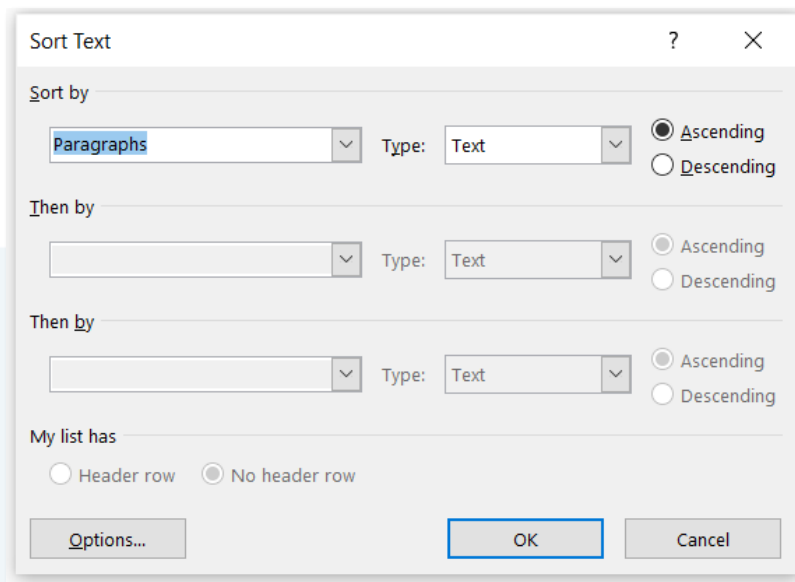 Sort Text ?
Sort by
Paragraphs Type: Text Ascending
Descending
Then by
Type: Text Ascending
Descending
Then by
Type: Text Ascending
Descending
My list has
Header row No header row
Options... OK Cancel